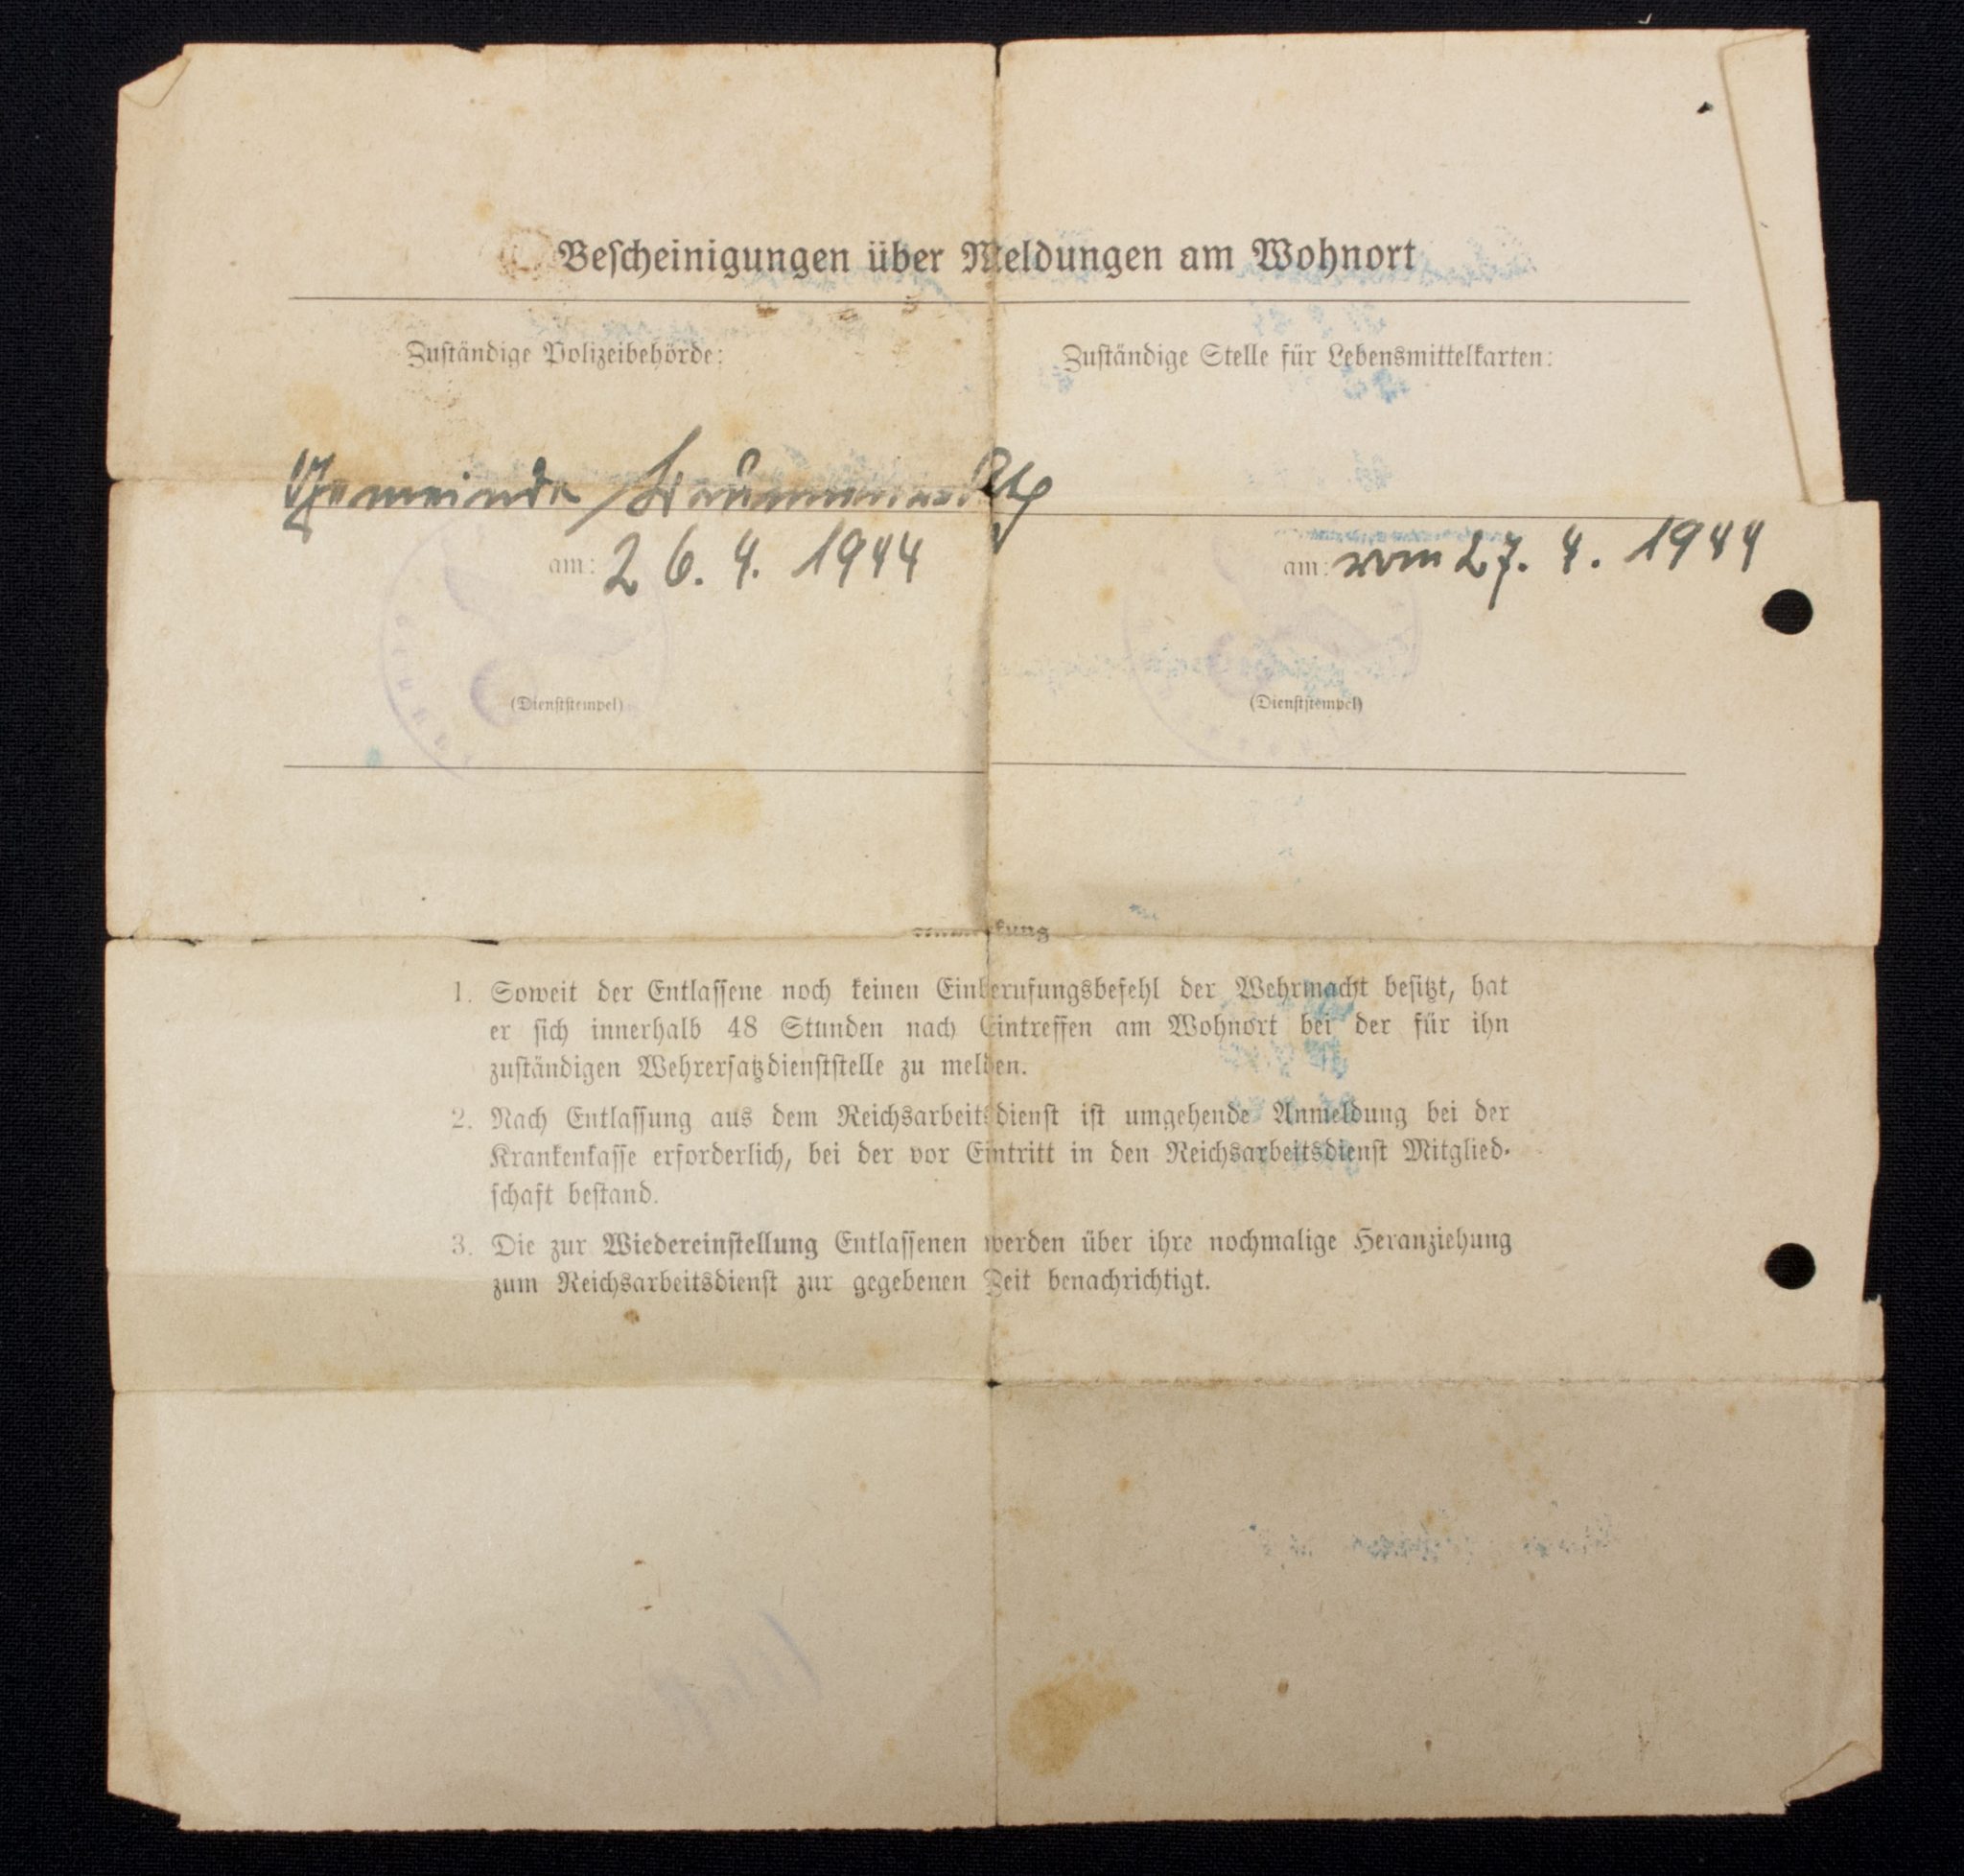 Bescheinigungen über Meldungen am Wohnort
Zuständige Polizeibehörde:
Zuständige Stelle für Lebensmittelkarten:
Gemeinde
am: 26. 4. 1944
am: vom 27. 4. 1944
(Dienststempel)
(Dienststempel)
1. Soweit der Entlassene noch keinen Einberufungsbefehl der Wehrmacht besitzt, hat
er sich innerhalb 48 Stunden nach Eintreffen am Wohnort bei der für ihn
zuständigen Wehrersatzdienststelle zu melden.
2. Nach Entlassung aus dem Reichsarbeitsdienst ist umgehende Anmeldung bei der
Krankenkasse erforderlich, bei der vor Eintritt in den Reichsarbeitsdienst Mitglied-
schaft bestand.
3. Die zur Wiedereinstellung Entlassenen werden über ihre nochmalige Heranziehung
zum Reichsarbeitsdienst zur gegebenen Zeit benachrichtigt.